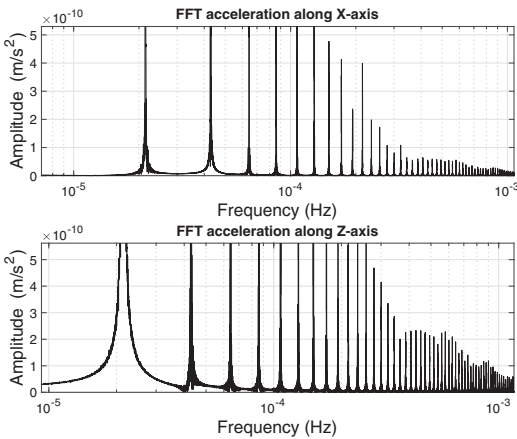 FFT acceleration along X-axis
×10⁻¹⁰
5
4
3
2
1
0
Amplitude (m/s²)
10⁻⁵ 10⁻⁴ 10⁻³
Frequency (Hz)
FFT acceleration along Z-axis
×10⁻¹⁰
5
4
3
2
1
0
Amplitude (m/s²)
10⁻⁵ 10⁻⁴ 10⁻³
Frequency (Hz)